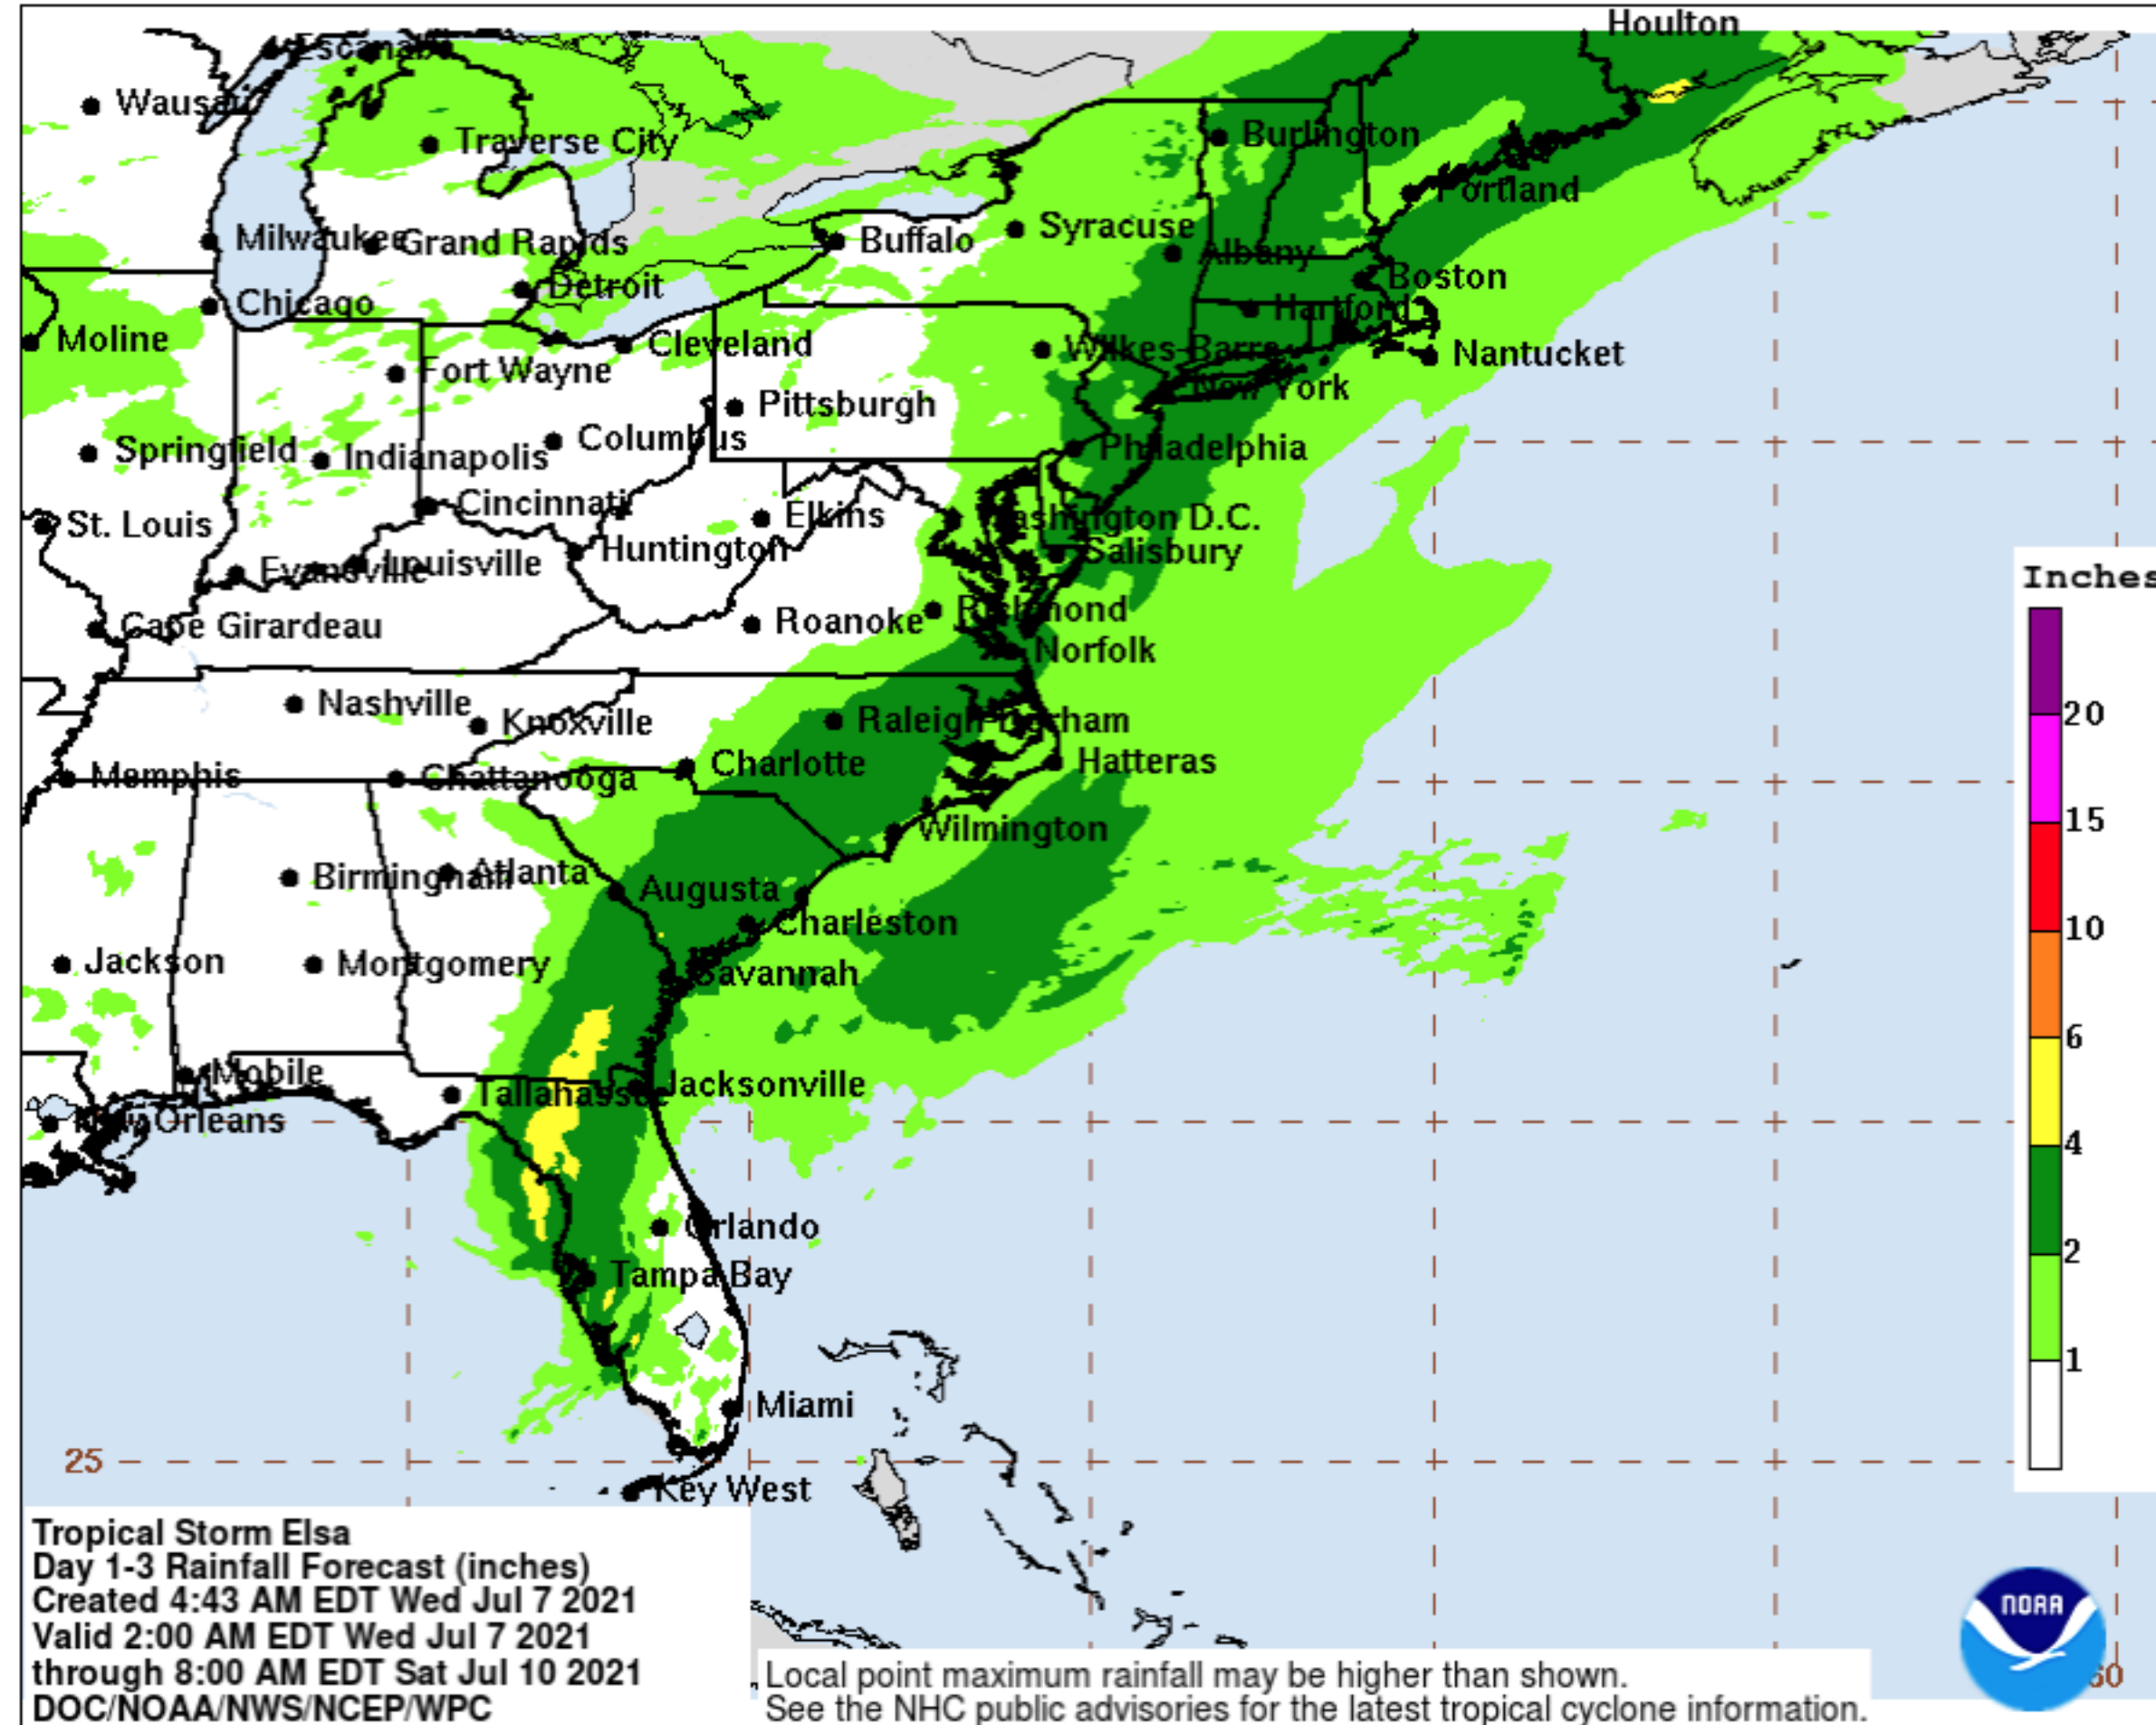 Houlton
Escanaba
Wausau
Traverse City
Burlington
Portland
Milwaukee
Grand Rapids
Buffalo
Syracuse
Albany
Boston
Detroit
Chicago
Hartford
Moline
Cleveland
Wilkes-Barre
Nantucket
Fort Wayne
New York
Pittsburgh
Springfield
Indianapolis
Columbus
Philadelphia
Cincinnati
Elkins
Washington D.C.
St. Louis
Huntington
Salisbury
Evansville
Louisville
Inches
Cape Girardeau
Roanoke
Richmond
Norfolk
Nashville
Knoxville
Raleigh-Durham
20
Memphis
Chattanooga
Charlotte
Hatteras
Wilmington
15
Birmingham
Atlanta
Augusta
Charleston
10
Jackson
Montgomery
Savannah
6
Mobile
Tallahassee
Jacksonville
New Orleans
4
Orlando
2
Tampa Bay
1
Miami
25
Key West
Tropical Storm Elsa
Day 1-3 Rainfall Forecast (inches)
Created 4:43 AM EDT Wed Jul 7 2021
Valid 2:00 AM EDT Wed Jul 7 2021
through 8:00 AM EDT Sat Jul 10 2021
DOC/NOAA/NWS/NCEP/WPC
Local point maximum rainfall may be higher than shown.
See the NHC public advisories for the latest tropical cyclone information.
NOAA
60